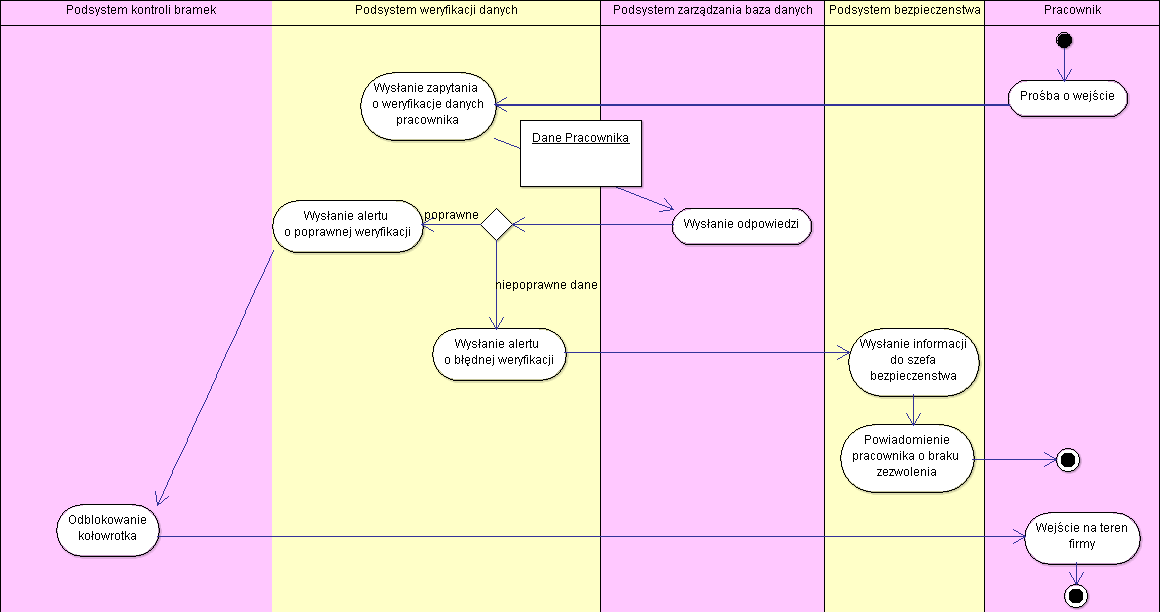 Podsystem kontroli bramek
Podsystem weryfikacji danych
Podsystem zarządzania baza danych
Podsystem bezpieczenstwa
Pracownik
Prośba o wejście
Wysłanie zapytania
o weryfikacje danych
pracownika
Dane Pracownika
Wysłanie odpowiedzi
poprawne
Wysłanie alertu
o poprawnej weryfikacji
niepoprawne dane
Wysłanie alertu
o błędnej weryfikacji
Wysłanie informacji
do szefa
bezpieczenstwa
Powiadomienie
pracownika o braku
zezwolenia
Odblokowanie
kołowrotka
Wejście na teren
firmy